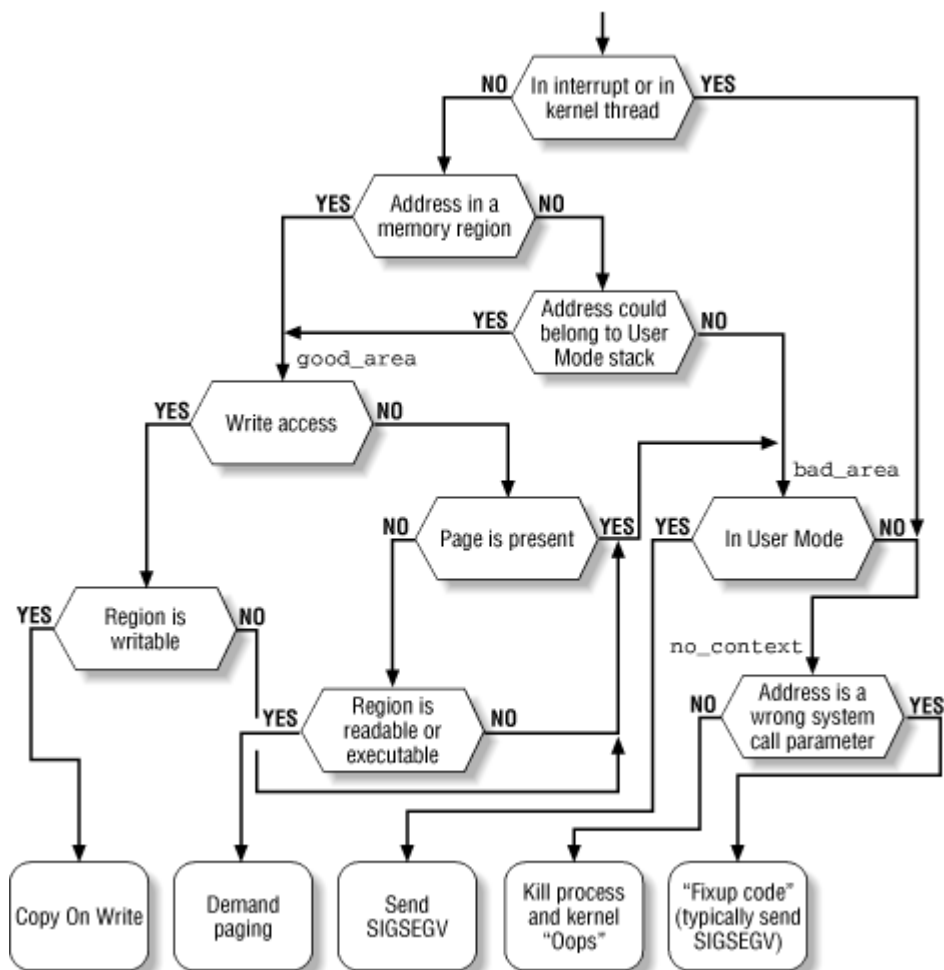 NO
In interrupt or in
kernel thread
YES
YES
Address in a
memory region
NO
YES
Address could
belong to User
Mode stack
NO
good_area
YES
Write access
NO
bad_area
NO
Page is present
YES
YES
In User Mode
NO
YES
Region is
writable
NO
no_context
YES
Region is
readable or
executable
NO
NO
Address is a
wrong system
call parameter
YES
Copy On Write
Demand
paging
Send
SIGSEGV
Kill process
and kernel
“Oops”
“Fixup code”
(typically send
SIGSEGV)